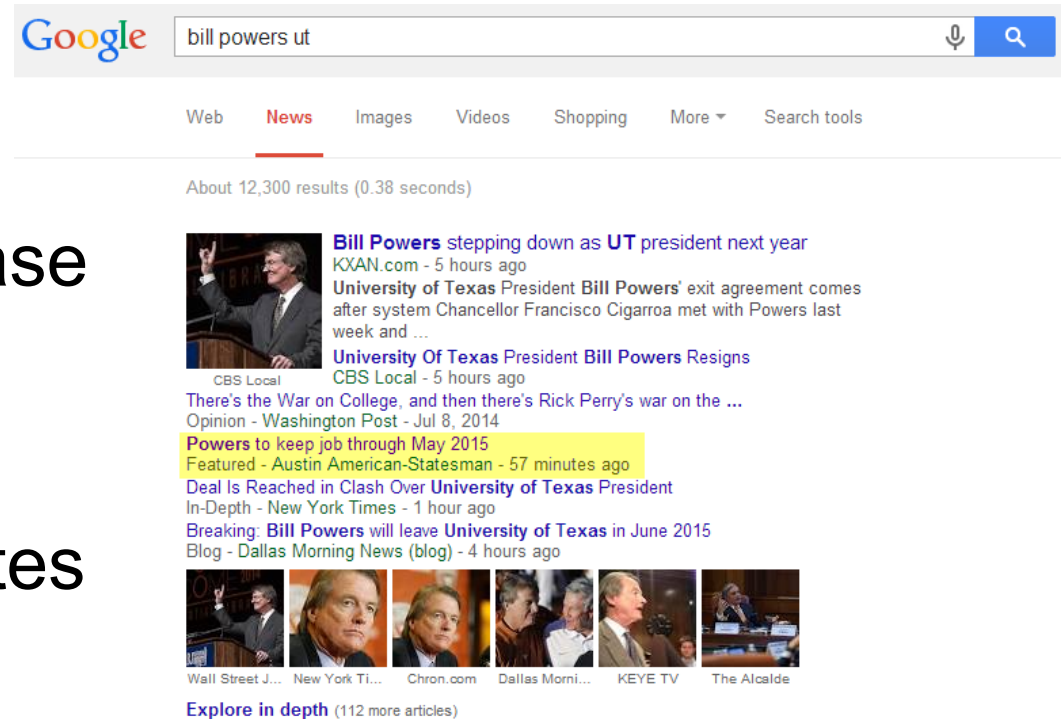 Google bill powers ut
Web News Images Videos Shopping More Search tools
About 12,300 results (0.38 seconds)
Bill Powers stepping down as UT president next year
KXAN.com - 5 hours ago
University of Texas President Bill Powers' exit agreement comes
after system Chancellor Francisco Cigarroa met with Powers last
week and ...
University Of Texas President Bill Powers Resigns
CBS Local
CBS Local - 5 hours ago
There's the War on College, and then there's Rick Perry's war on the ...
Opinion - Washington Post - Jul 8, 2014
Powers to keep job through May 2015
Featured - Austin American-Statesman - 57 minutes ago
Deal Is Reached in Clash Over University of Texas President
In-Depth - New York Times - 1 hour ago
Breaking: Bill Powers will leave University of Texas in June 2015
Blog - Dallas Morning News (blog) - 4 hours ago
Wall Street J... New York Ti... Chron.com Dallas Morni... KEYE TV The Alcalde
Explore in depth (112 more articles)
ase
tes